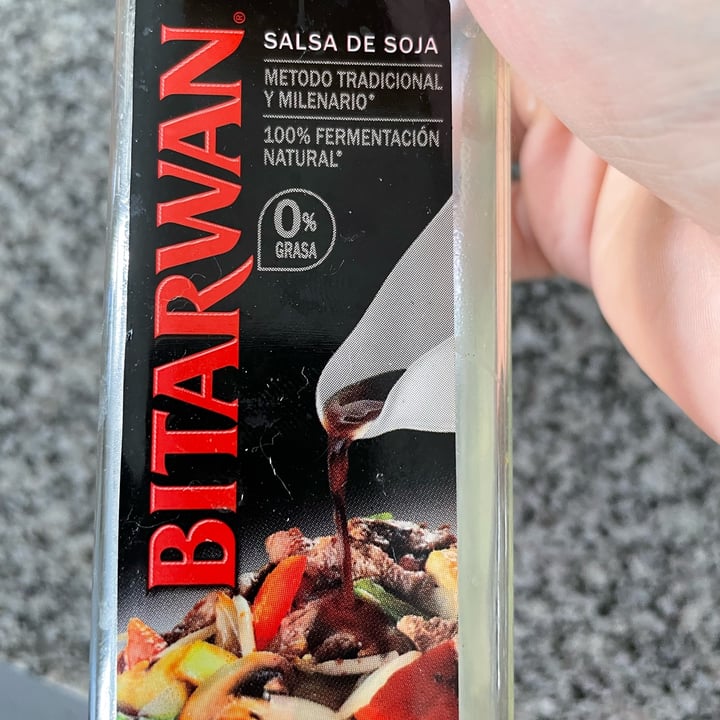 BITARWAN®
SALSA DE SOJA
METODO TRADICIONAL
Y MILENARIO*
100% FERMENTACIÓN
NATURAL*
0%
GRASA